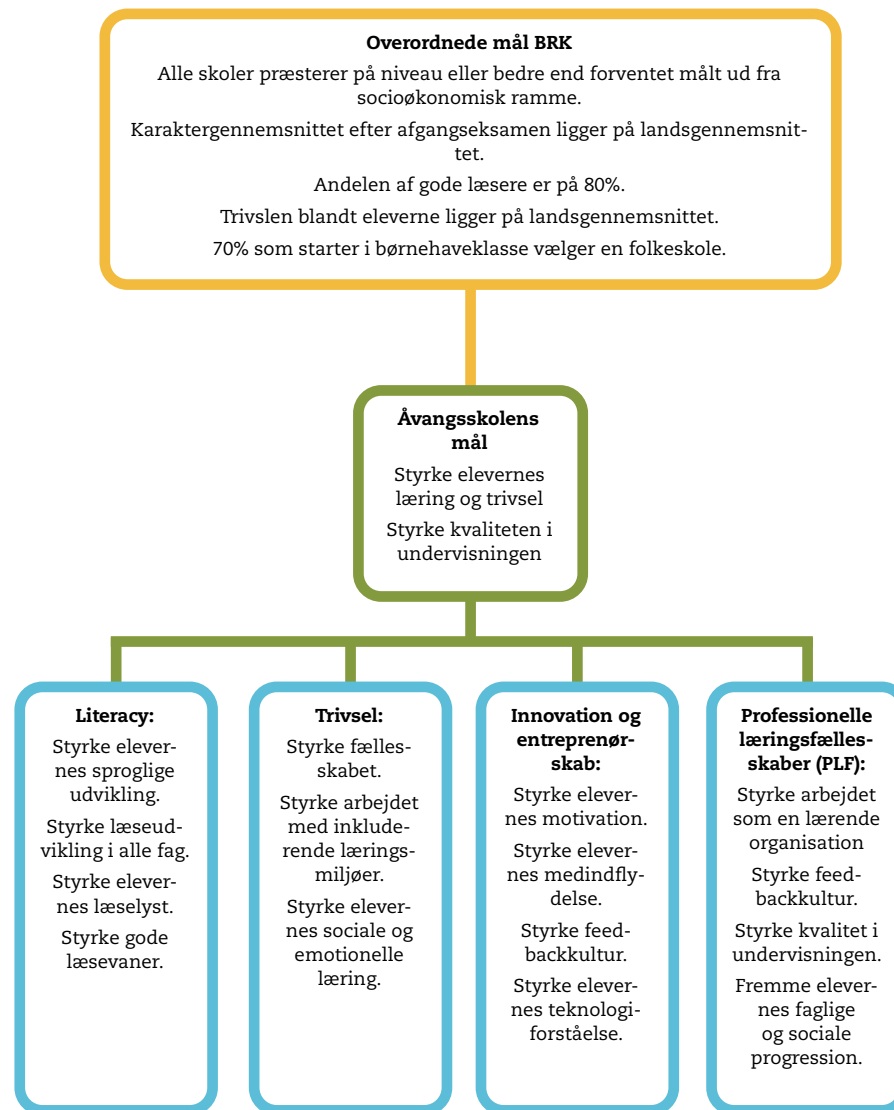 Overordnede mål BRK
Alle skoler præsterer på niveau eller bedre end forventet målt ud fra
socioøkonomisk ramme.
Karaktergennemsnittet efter afgangseksamen ligger på landsgennemsnit-
tet.
Andelen af gode læsere er på 80%.
Trivslen blandt eleverne ligger på landsgennemsnittet.
70% som starter i børnehaveklasse vælger en folkeskole.
Åvangsskolens
mål
Styrke elevernes
læring og trivsel
Styrke kvaliteten i
undervisningen
Literacy:
Styrke elever-
nes sproglige
udvikling.
Styrke læseud-
vikling i alle fag.
Styrke elever-
nes læselyst.
Styrke gode
læsevaner.
Trivsel:
Styrke fælles-
skabet.
Styrke arbejdet
med inklude-
rende lærings-
miljøer.
Styrke elever-
nes sociale og
emotionelle
læring.
Innovation og
entreprenør-
skab:
Styrke elever-
nes motivation.
Styrke elever-
nes medindfly-
delse.
Styrke feed-
backkultur.
Styrke elever-
nes teknologi-
forståelse.
Professionelle
læringsfælles-
skaber (PLF):
Styrke arbejdet
som en lærende
organisation
Styrke feed-
backkultur.
Styrke kvalitet i
undervisningen.
Fremme elever-
nes faglige
og sociale
progression.